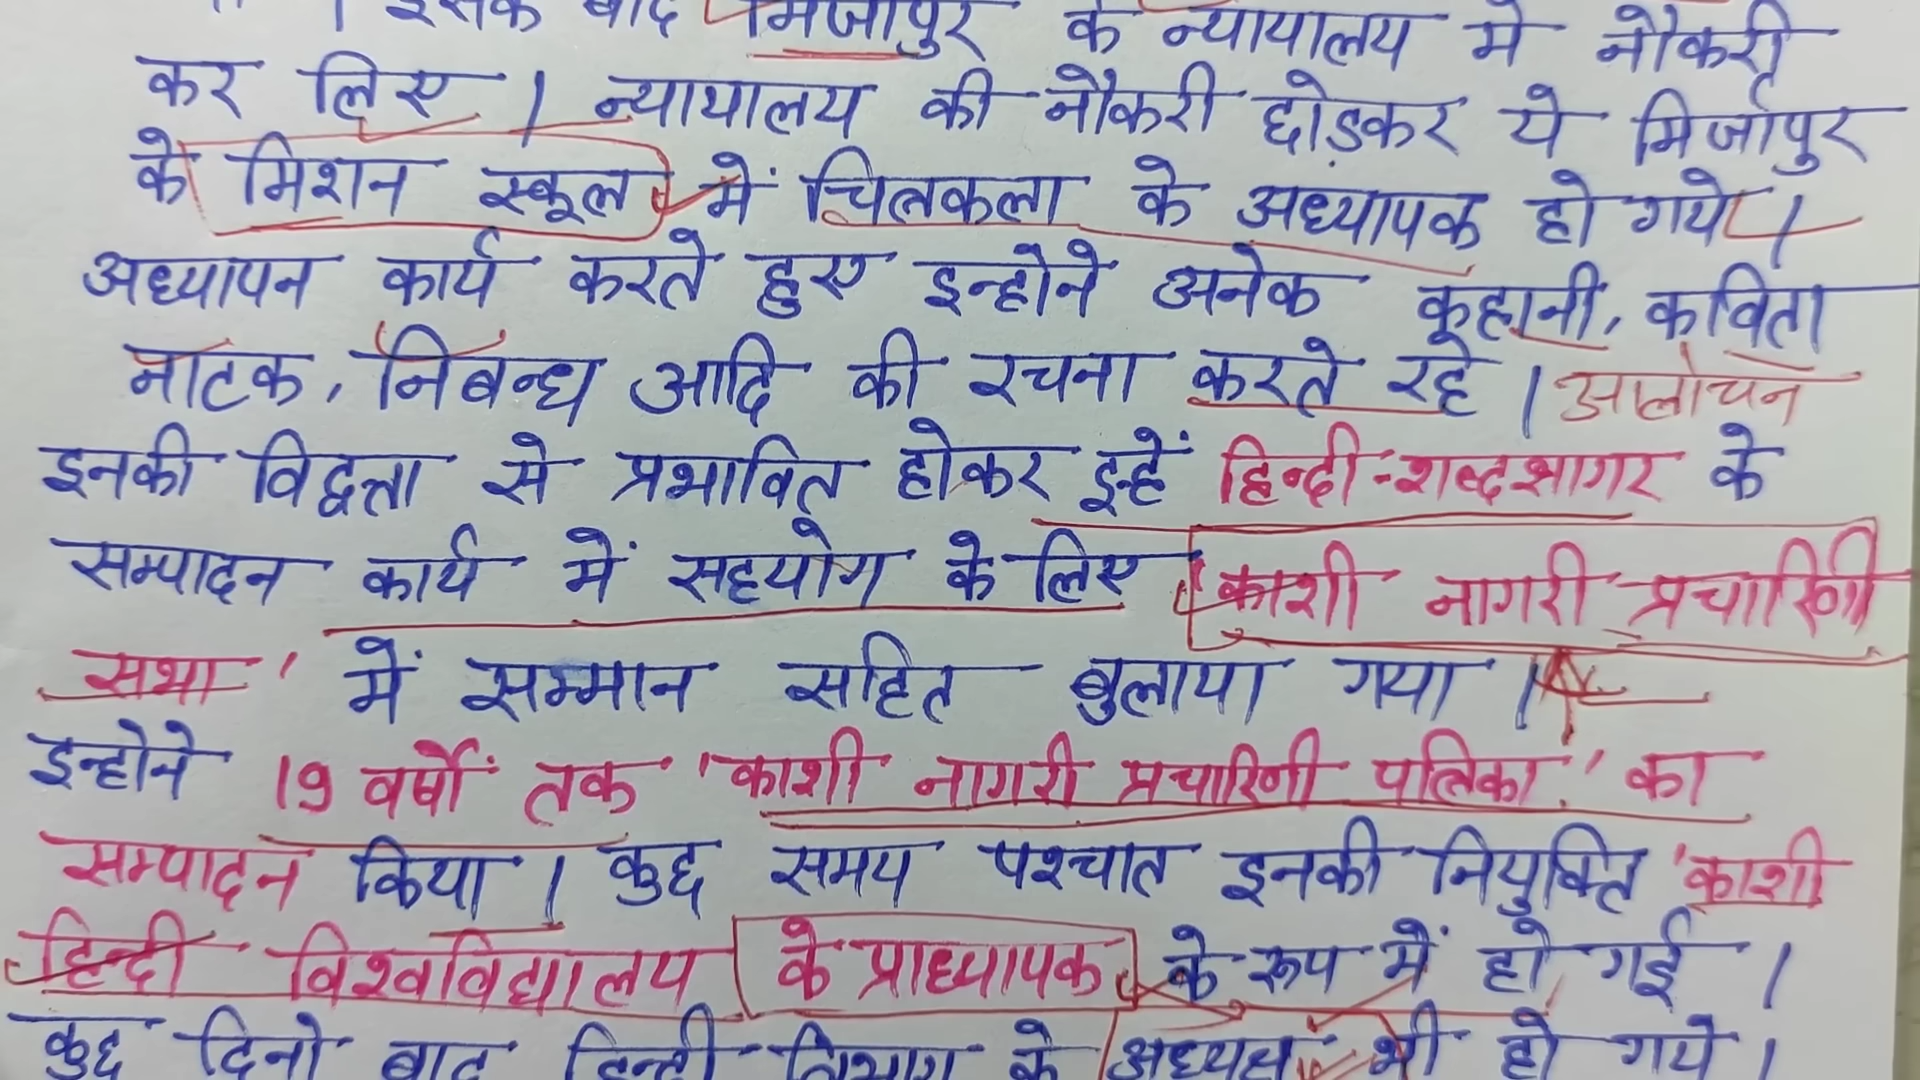 । इसके बाद मिर्जापुर के न्यायालय में नौकरी
कर लिए । न्यायालय की नौकरी छोड़कर ये मिर्जापुर
के मिशन स्कूल में चित्रकला के अध्यापक हो गये ।
अध्यापन कार्य करते हुए इन्होने अनेक कहानी, कविता
नाटक, निबन्ध आदि की रचना करते रहे । आलोचन
इनकी विद्वत्ता से प्रभावित होकर इन्हें हिन्दी-शब्दसागर के
सम्पादन कार्य में सहयोग के लिए 'काशी नागरी प्रचारिणी
सभा' में सम्मान सहित बुलाया गया ।
इन्होने 19 वर्षों तक 'काशी नागरी प्रचारिणी पत्रिका' का
सम्पादन किया । कुछ समय पश्चात इनकी नियुक्ति 'काशी
हिन्दी विश्वविद्यालय के प्राध्यापक के रूप में हो गई ।
कुछ दिनो बाद हिन्दी विभाग के अध्यक्ष भी हो गये ।